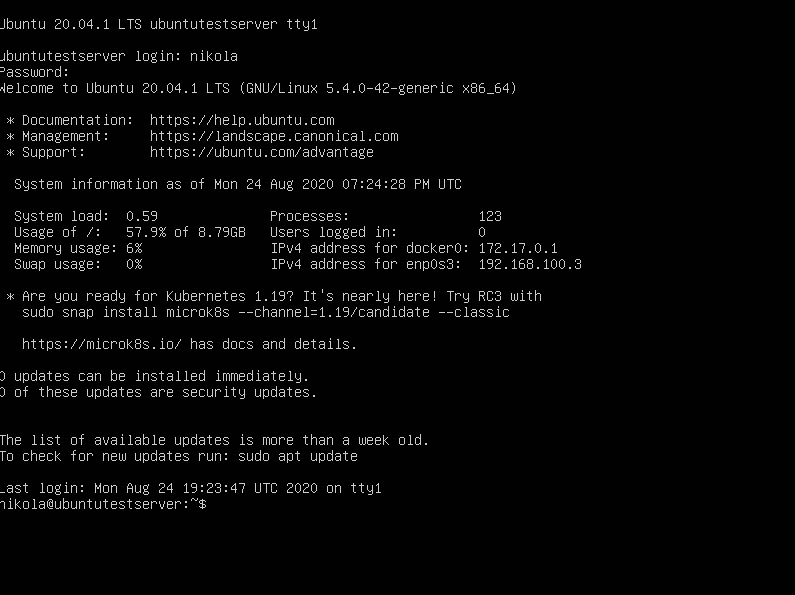 Ubuntu 20.04.1 LTS ubuntutestserver tty1
ubuntutestserver login: nikola
Password:
Welcome to Ubuntu 20.04.1 LTS (GNU/Linux 5.4.0-42-generic x86_64)
* Documentation:  https://help.ubuntu.com
* Management:     https://landscape.canonical.com
* Support:        https://ubuntu.com/advantage
System information as of Mon 24 Aug 2020 07:24:28 PM UTC
System load:  0.59              Processes:                123
Usage of /:   57.9% of 8.79GB   Users logged in:          0
Memory usage: 6%                IPv4 address for docker0: 172.17.0.1
Swap usage:   0%                IPv4 address for enp0s3:  192.168.100.3
* Are you ready for Kubernetes 1.19? It's nearly here! Try RC3 with
sudo snap install microk8s --channel=1.19/candidate --classic
https://microk8s.io/ has docs and details.
0 updates can be installed immediately.
0 of these updates are security updates.
The list of available updates is more than a week old.
To check for new updates run: sudo apt update
Last login: Mon Aug 24 19:23:47 UTC 2020 on tty1
nikola@ubuntutestserver:~$